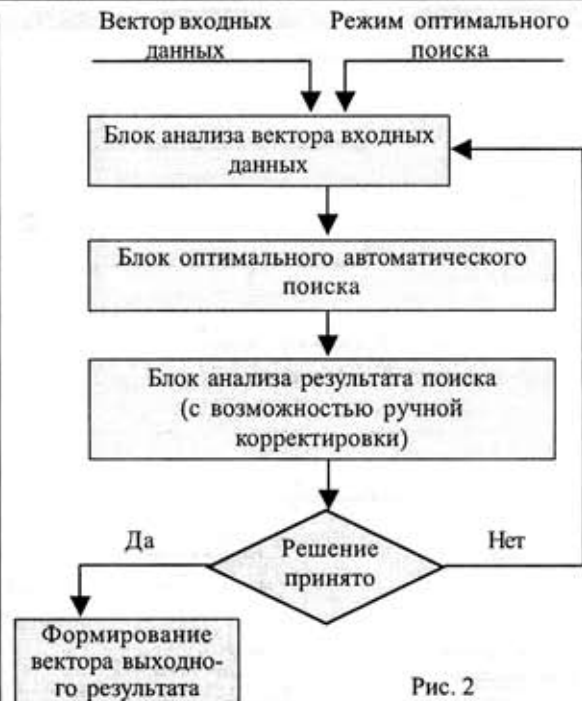 Вектор входных
данных
Режим оптимального
поиска
Блок анализа вектора входных
данных
Блок оптимального автоматического
поиска
Блок анализа результата поиска
(с возможностью ручной
корректировки)
Да
Решение
принято
Нет
Формирование
вектора выходно-
го результата
Рис. 2